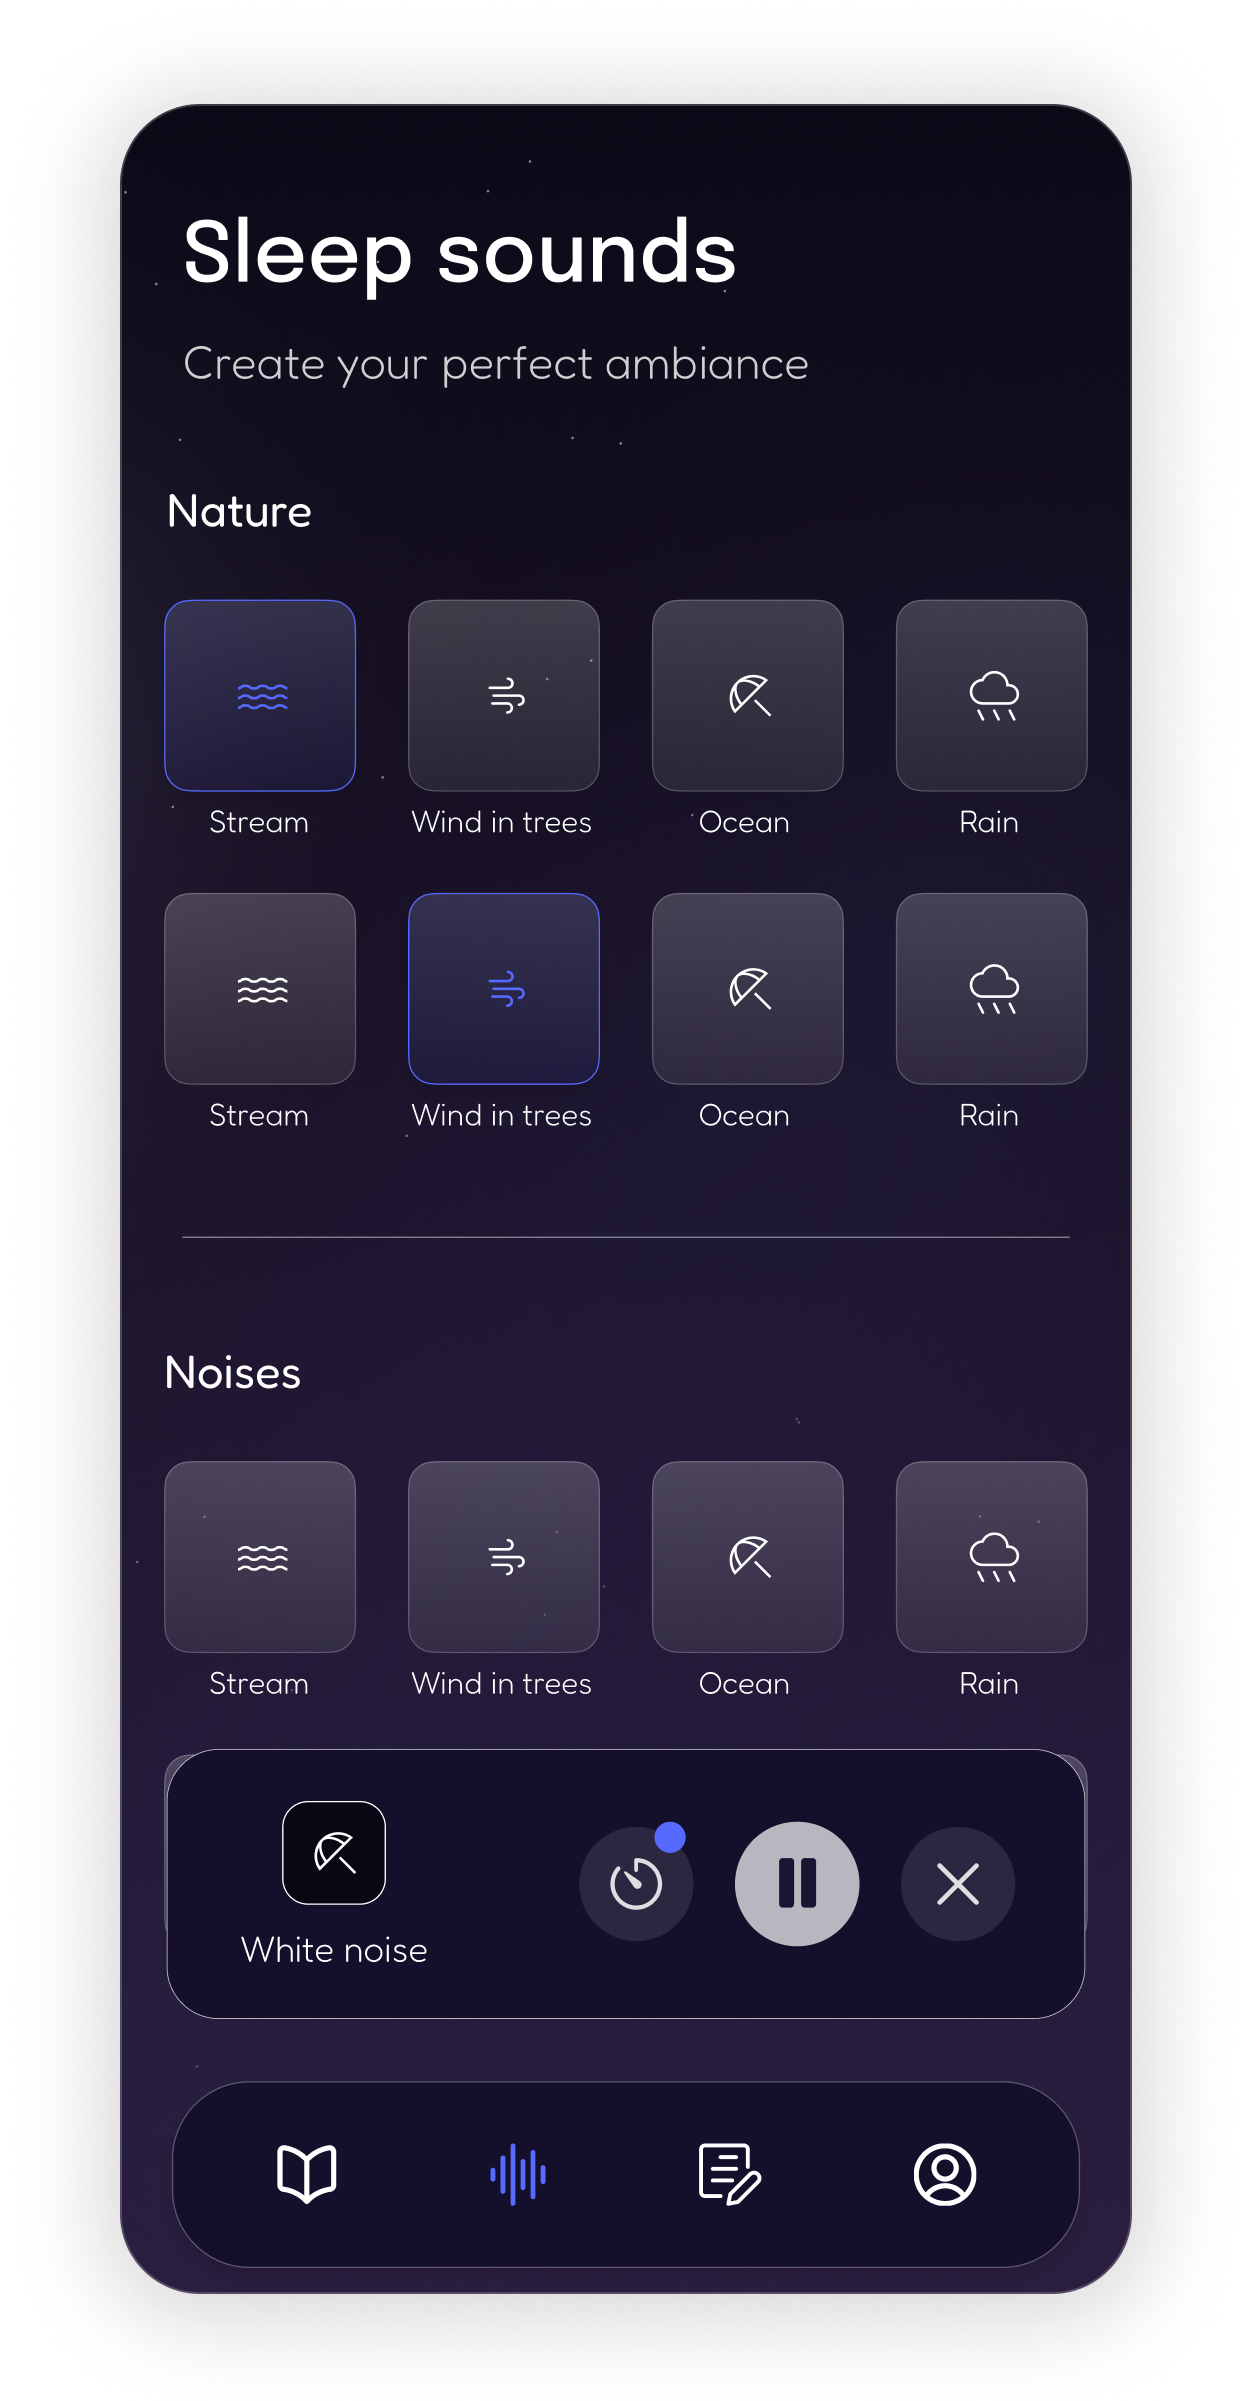 Sleep sounds
Create your perfect ambiance
Nature
Stream Wind in trees Ocean Rain
Stream Wind in trees Ocean Rain
Noises
Stream Wind in trees Ocean Rain
White noise